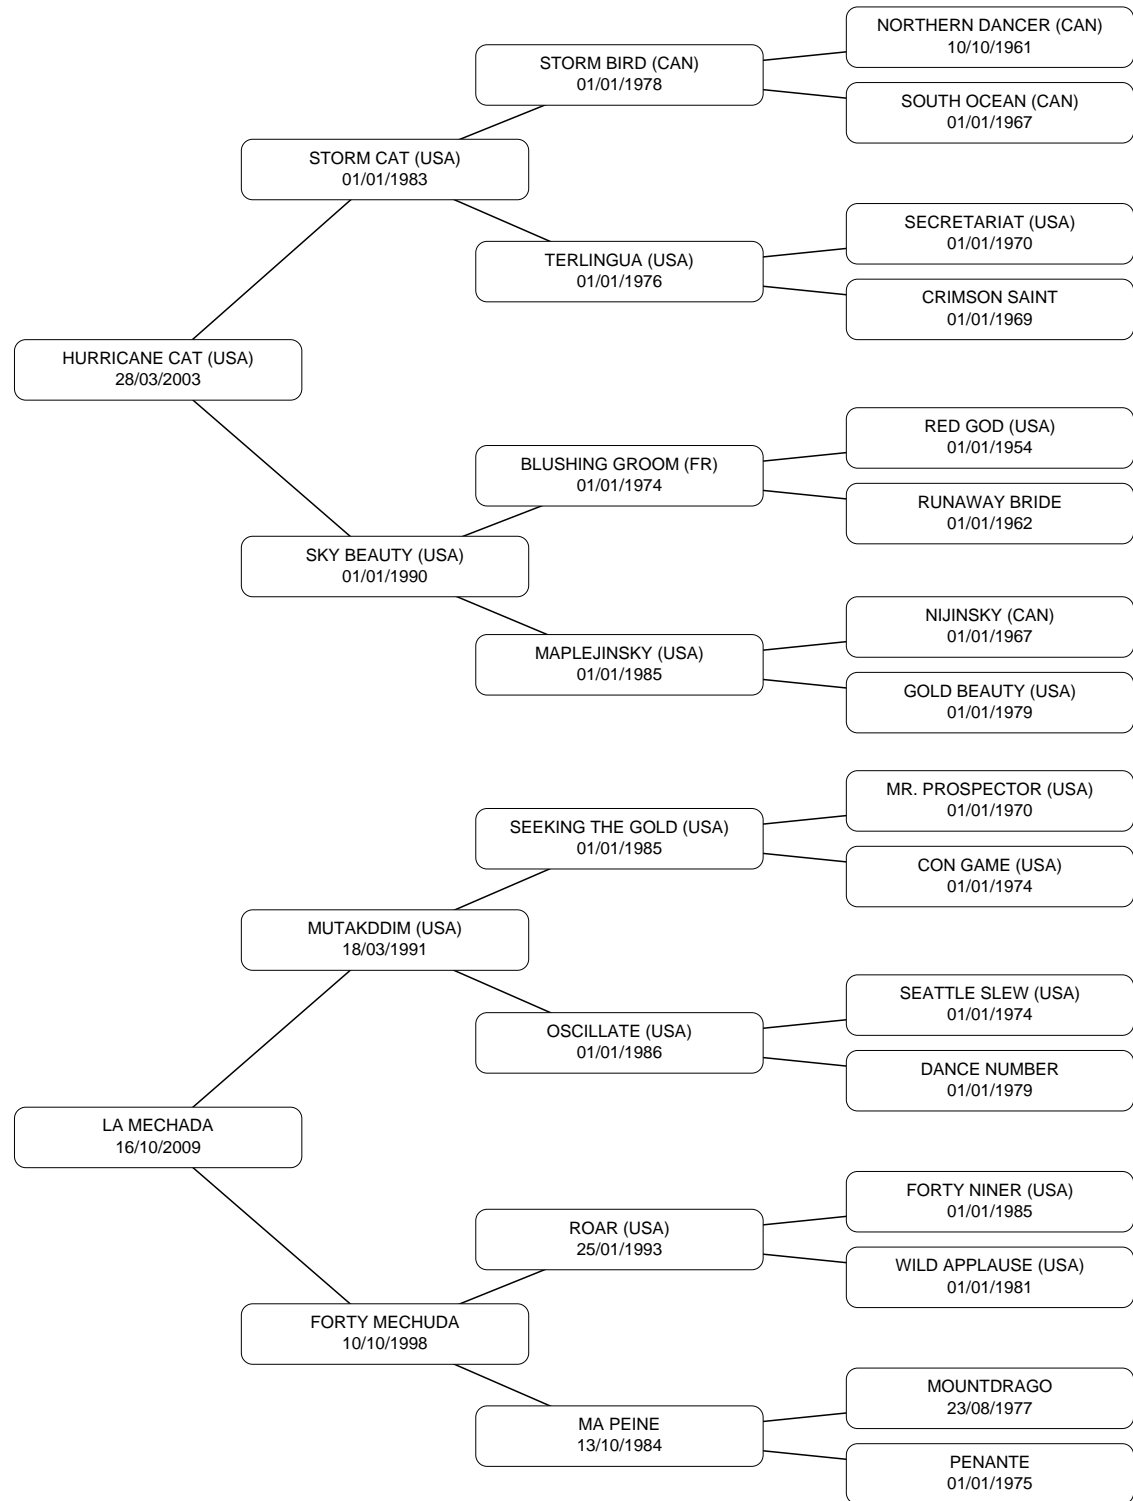 NORTHERN DANCER (CAN)
10/10/1961
STORM BIRD (CAN)
01/01/1978
SOUTH OCEAN (CAN)
01/01/1967
STORM CAT (USA)
01/01/1983
SECRETARIAT (USA)
01/01/1970
TERLINGUA (USA)
01/01/1976
CRIMSON SAINT
01/01/1969
HURRICANE CAT (USA)
28/03/2003
RED GOD (USA)
01/01/1954
BLUSHING GROOM (FR)
01/01/1974
RUNAWAY BRIDE
01/01/1962
SKY BEAUTY (USA)
01/01/1990
NIJINSKY (CAN)
01/01/1967
MAPLEJINSKY (USA)
01/01/1985
GOLD BEAUTY (USA)
01/01/1979
MR. PROSPECTOR (USA)
01/01/1970
SEEKING THE GOLD (USA)
01/01/1985
CON GAME (USA)
01/01/1974
MUTAKDDIM (USA)
18/03/1991
SEATTLE SLEW (USA)
01/01/1974
OSCILLATE (USA)
01/01/1986
DANCE NUMBER
01/01/1979
LA MECHADA
16/10/2009
FORTY NINER (USA)
01/01/1985
ROAR (USA)
25/01/1993
WILD APPLAUSE (USA)
01/01/1981
FORTY MECHUDA
10/10/1998
MOUNTDRAGO
23/08/1977
MA PEINE
13/10/1984
PENANTE
01/01/1975